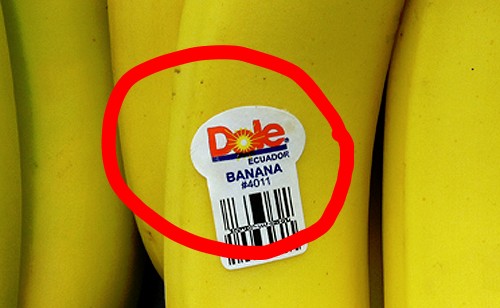 Dole
ECUADOR
BANANA
#4011